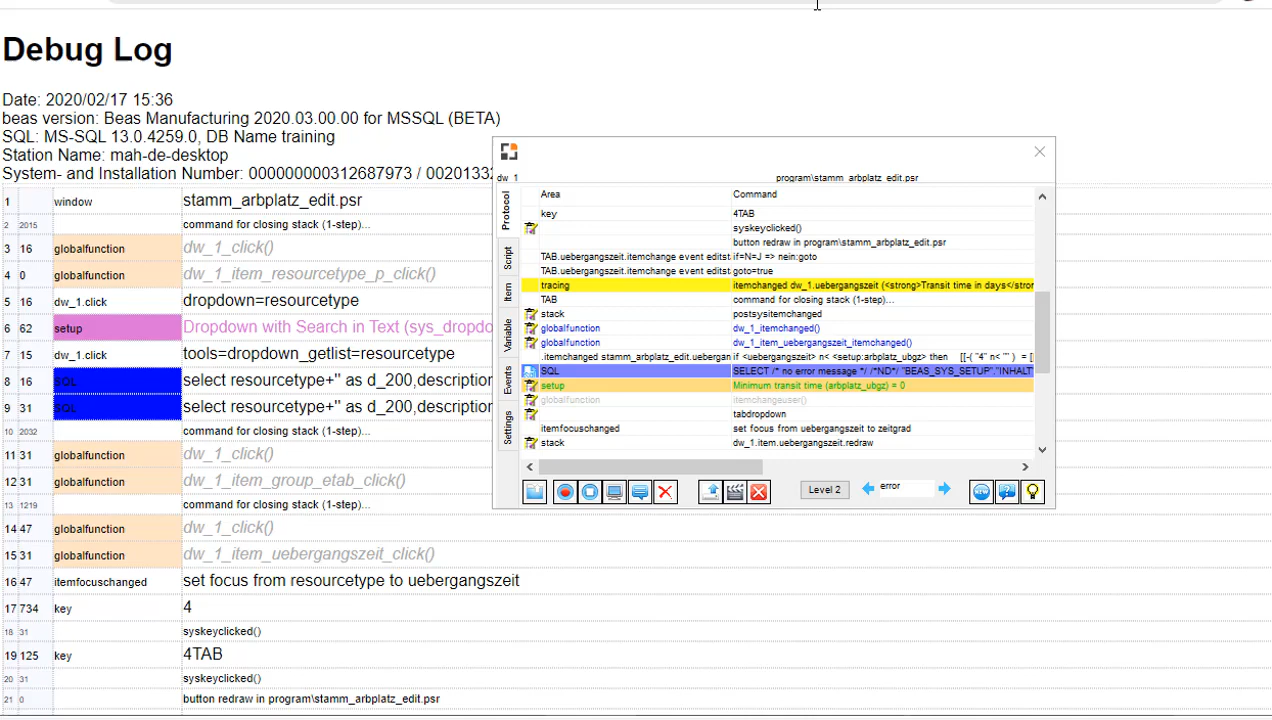 Debug Log
Date: 2020/02/17 15:36
beas version: Beas Manufacturing 2020.03.00.00 for MSSQL (BETA)
SQL: MS-SQL 13.0.4259.0, DB Name training
Station Name: mah-de-desktop
System- and Installation Number: 000000000312687973 / 0020133
1 window stamm_arbplatz_edit.psr
2 2015 command for closing stack (1-step)...
3 16 globalfunction dw_1_click()
4 0 globalfunction dw_1_item_resourcetype_p_click()
5 16 dw_1.click dropdown=resourcetype
6 62 setup Dropdown with Search in Text (sys_dropdo
7 15 dw_1.click tools=dropdown_getlist=resourcetype
8 16 SQL select resourcetype+'' as d_200,description
9 31 SQL select resourcetype+'' as d_200,description
10 2032 command for closing stack (1-step)...
11 31 globalfunction dw_1_click()
12 31 globalfunction dw_1_item_group_etab_click()
13 1219 command for closing stack (1-step)...
14 47 globalfunction dw_1_click()
15 31 globalfunction dw_1_item_uebergangszeit_click()
16 47 itemfocuschanged set focus from resourcetype to uebergangszeit
17 734 key 4
18 31 syskeyclicked()
19 125 key 4TAB
20 31 syskeyclicked()
21 0 button redraw in program\stamm_arbplatz_edit.psr
dw_1 program\stamm_arbplatz_edit.psr
Protocol
Script
Item
Variable
Events
Settings
Area Command
key 4TAB
syskeyclicked()
button redraw in program\stamm_arbplatz_edit.psr
TAB.uebergangszeit.itemchange event editst if=N=J => nein:goto
TAB.uebergangszeit.itemchange event editst goto=true
tracing itemchanged dw_1.uebergangszeit (<strong>Transit time in days</stron
TAB command for closing stack (1-step)...
stack postsysitemchanged
globalfunction dw_1_itemchanged()
globalfunction dw_1_item_uebergangszeit_itemchanged()
.itemchanged stamm_arbplatz_edit.uebergan if <uebergangszeit> n< <setup:arbplatz_ubgz> then [[-( "4" n< "" ) = [
SQL SELECT /* no error message */ /*ND*/ "BEAS_SYS_SETUP"."INHALT"
setup Minimum transit time (arbplatz_ubgz) = 0
globalfunction itemchangeuser()
tabdropdown
itemfocuschanged set focus from uebergangszeit to zeitgrad
stack dw_1.item.uebergangszeit.redraw
Level 2 error